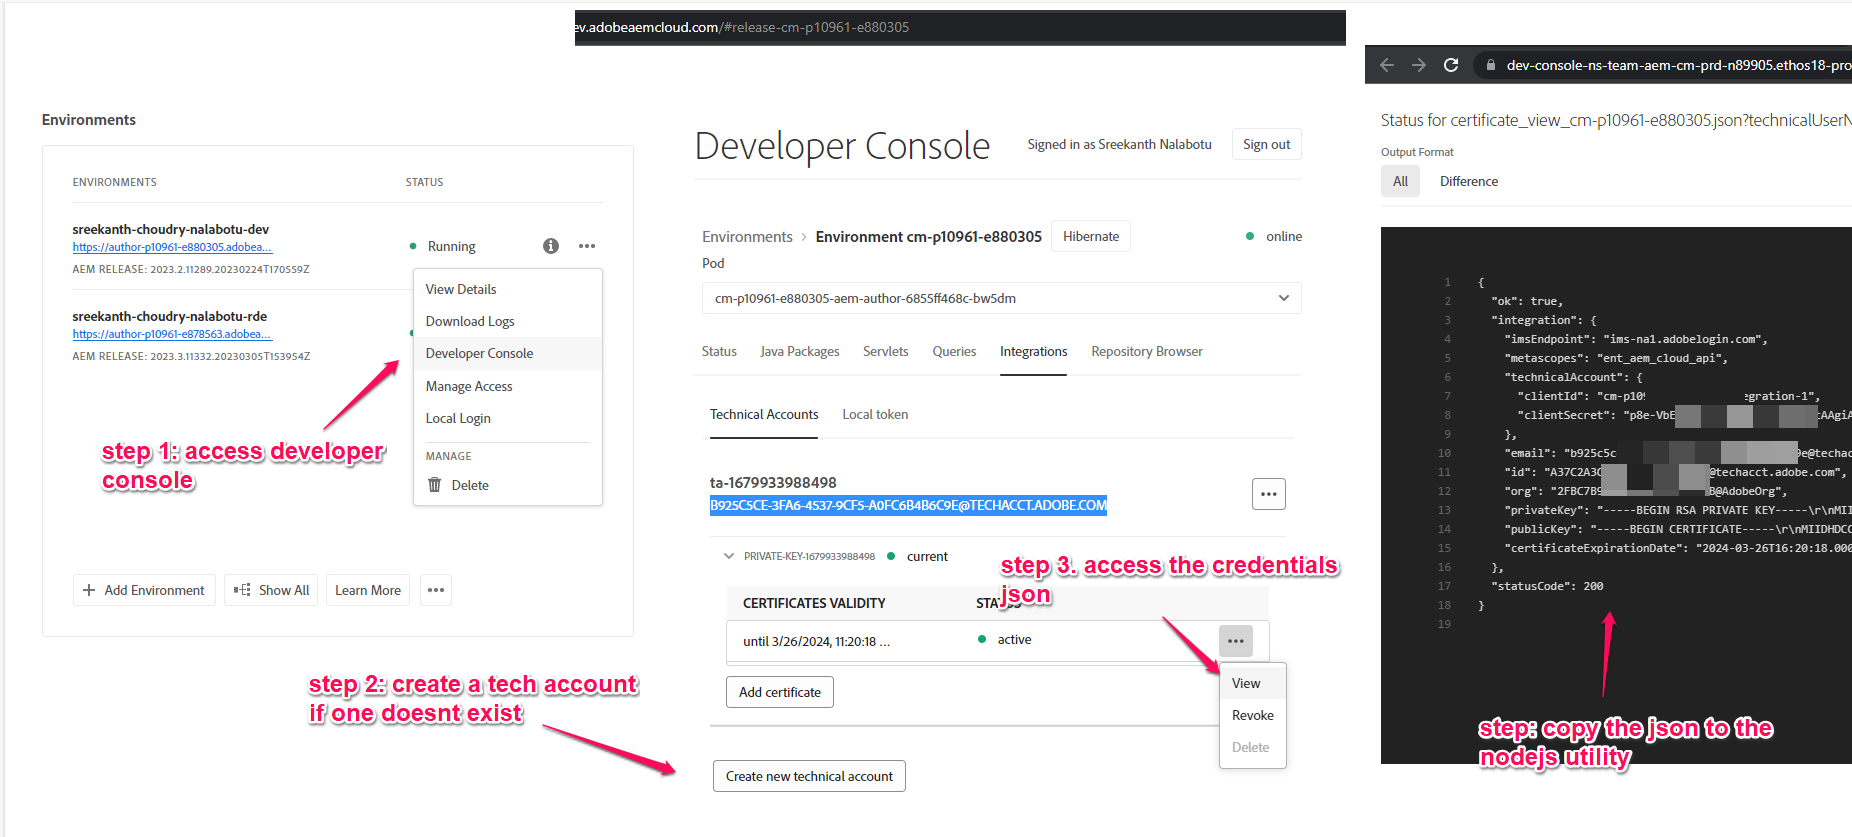 ev.adobeaemcloud.com/#release-cm-p10961-e880305
Environments
ENVIRONMENTS STATUS
sreekanth-choudry-nalabotu-dev
https://author-p10961-e880305.adobea...
Running
AEM RELEASE: 2023.2.11289.20230224T170559Z
sreekanth-choudry-nalabotu-rde
https://author-p10961-e878563.adobea...
AEM RELEASE: 2023.3.11332.20230305T153954Z
View Details
Download Logs
Developer Console
Manage Access
Local Login
MANAGE
Delete
step 1: access developer
console
Add Environment
Show All
Learn More
step 2: create a tech account
if one doesnt exist
Developer Console
Signed in as Sreekanth Nalabotu
Sign out
Environments > Environment cm-p10961-e880305
Hibernate
online
Pod
cm-p10961-e880305-aem-author-6855ff468c-bw5dm
Status Java Packages Servlets Queries Integrations Repository Browser
Technical Accounts Local token
ta-1679933988498
B925C5CE-3FA6-4537-9CF5-A0FC6B4B6C9E@TECHACCT.ADOBE.COM
PRIVATE-KEY-1679933988498 current
step 3. access the credentials
json
CERTIFICATES VALIDITY STATUS
until 3/26/2024, 11:20:18 ...
active
View
Revoke
Delete
Add certificate
Create new technical account
dev-console-ns-team-aem-cm-prd-n89905.ethos18-pro
Status for certificate_view_cm-p10961-e880305.json?technicalUserN
Output Format
All Difference
1 {
2 "ok": true,
3 "integration": {
4 "imsEndpoint": "ims-na1.adobelogin.com",
5 "metascopes": "ent_aem_cloud_api",
6 "technicalAccount": {
7 "clientId": "cm-p109 egration-1",
8 "clientSecret": "p8e-VbE tAAgiA
9 },
10 "email": "b925c5c 9e@techac
11 "id": "A37C2A3C @techacct.adobe.com",
12 "org": "2FBC7B9 8@AdobeOrg",
13 "privateKey": "-----BEGIN RSA PRIVATE KEY-----\r\nMII
14 "publicKey": "-----BEGIN CERTIFICATE-----\r\nMIIDHDCC
15 "certificateExpirationDate": "2024-03-26T16:20:18.000
16 },
17 "statusCode": 200
18 }
19
step: copy the json to the
nodejs utility